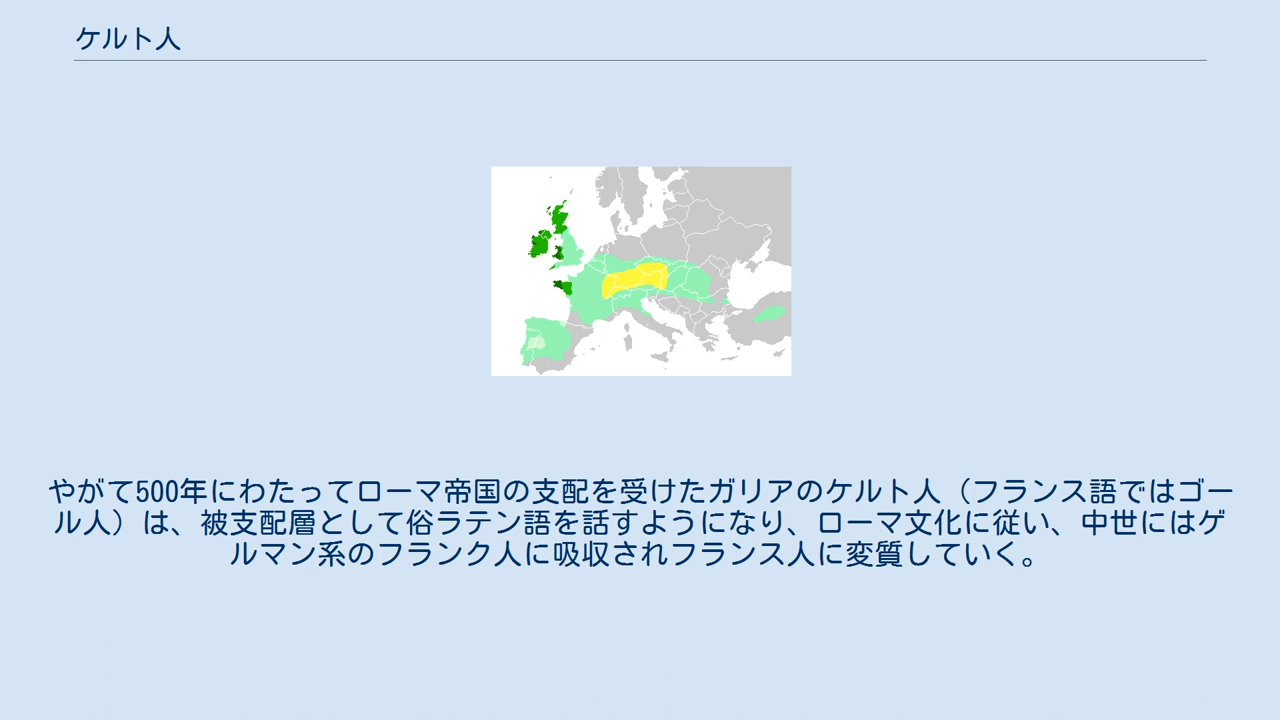 ケルト人
やがて500年にわたってローマ帝国の支配を受けたガリアのケルト人（フランス語ではゴー
ル人）は、被支配層として俗ラテン語を話すようになり、ローマ文化に従い、中世にはゲ
ルマン系のフランク人に吸収されフランス人に変質していく。